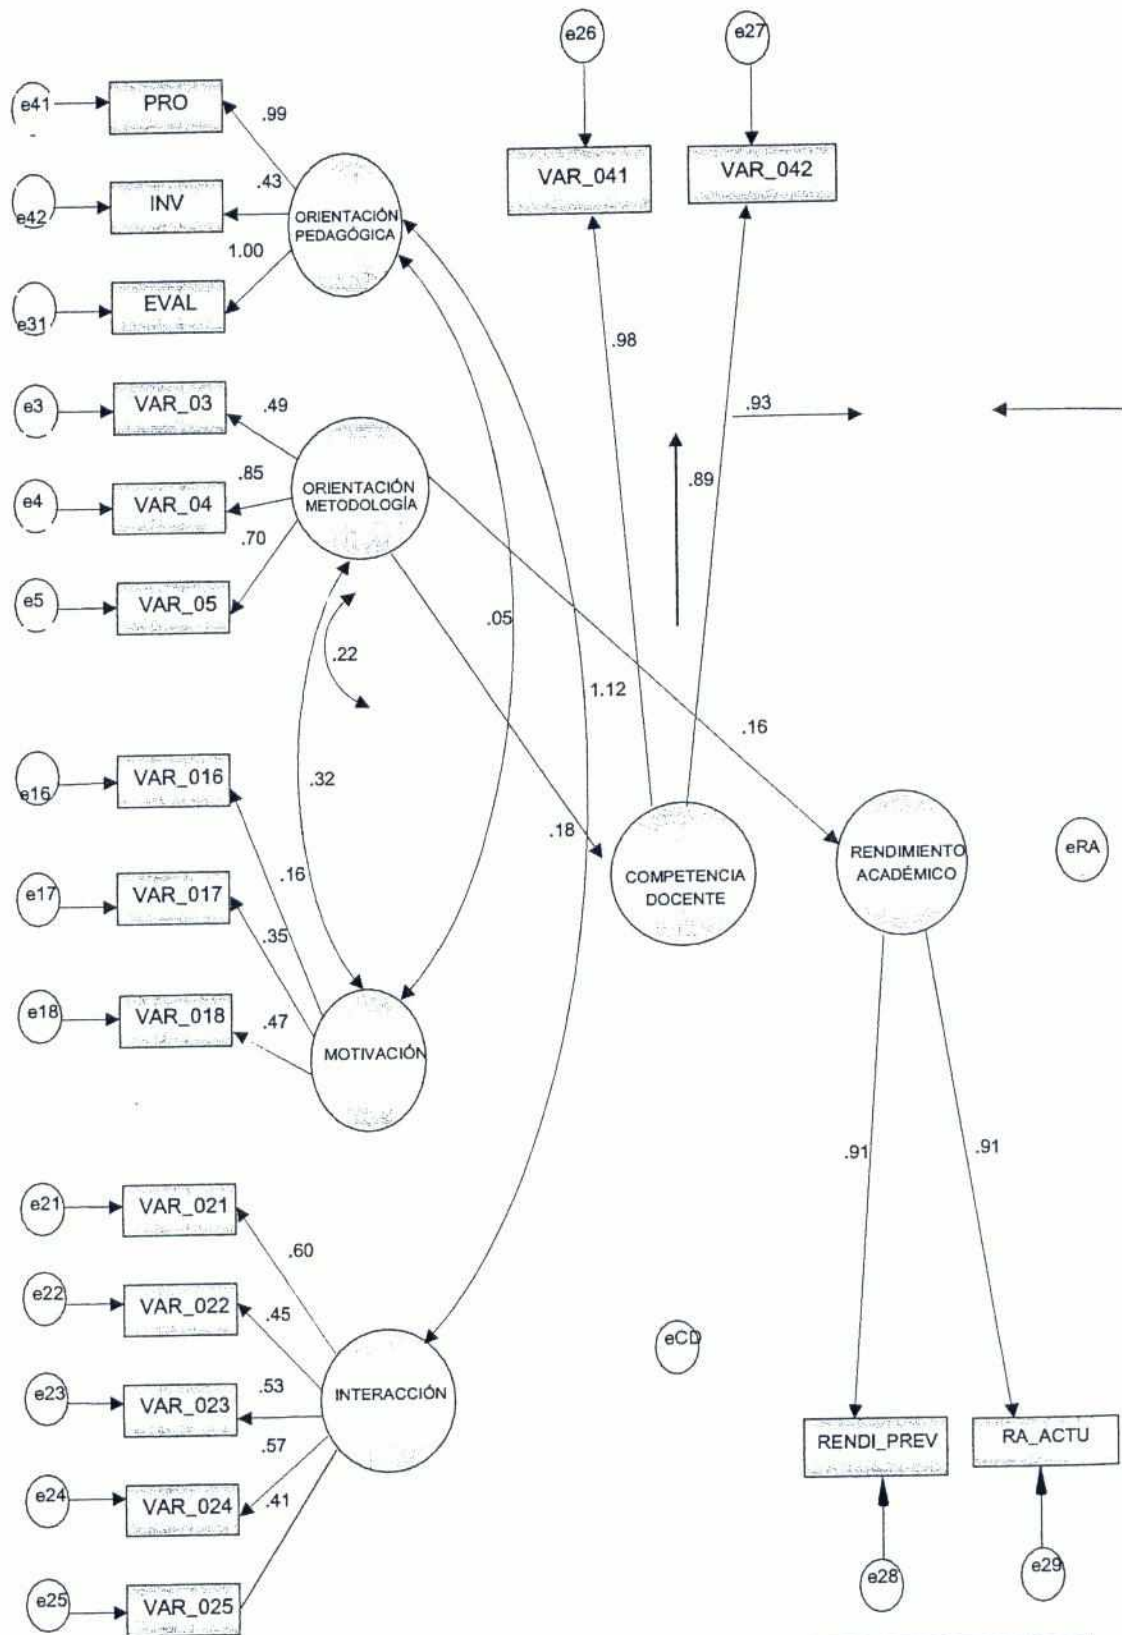 e26
e27
e41
PRO
.99
VAR_041
VAR_042
e42
INV
.43
ORIENTACIÓN
PEDAGÓGICA
1.00
e31
EVAL
.98
e3
VAR_03
.49
.93
.85
ORIENTACIÓN
METODOLOGÍA
.89
e4
VAR_04
.70
e5
VAR_05
.05
.22
1.12
.16
e16
VAR_016
.32
.18
RENDIMIENTO
ACADÉMICO
eRA
.16
COMPETENCIA
DOCENTE
e17
VAR_017
.35
e18
VAR_018
.47
MOTIVACIÓN
.91
.91
e21
VAR_021
.60
e22
VAR_022
.45
eCD
.53
INTERACCIÓN
e23
VAR_023
RENDI_PREV
RA_ACTU
.57
e24
VAR_024
.41
e28
e29
e25
VAR_025